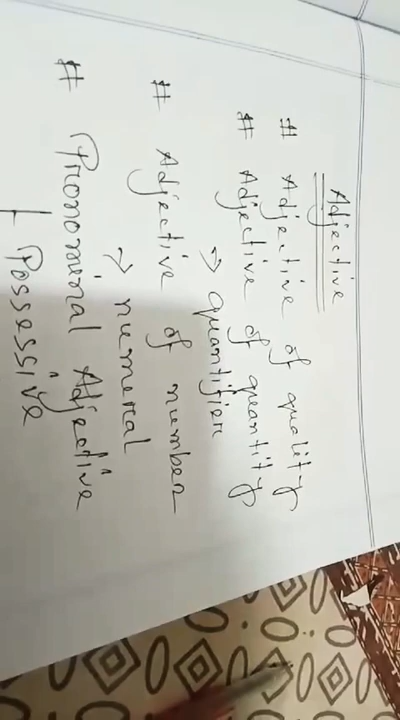 Adjective
# Adjective of quality
# Adjective of quantity
→ quantifier
# Adjective of number
→ numeral
# Pronominal Adjective
Possessive